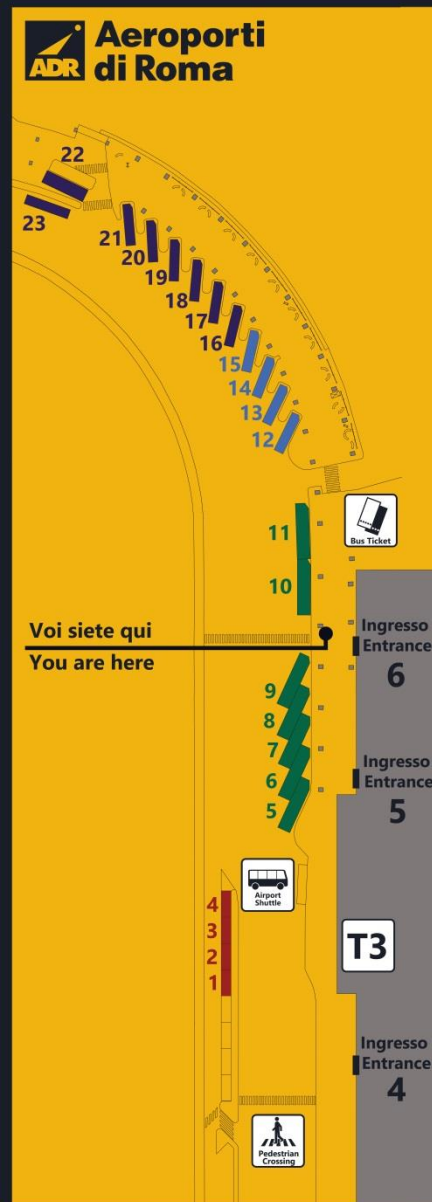 ADR
Aeroporti
di Roma
22
23
21
20
19
18
17
16
15
14
13
12
11
Bus Ticket
10
Voi siete qui
You are here
Ingresso
Entrance
6
9
8
7
6
5
Ingresso
Entrance
5
Airport
Shuttle
4
3
2
1
T3
Ingresso
Entrance
4
Pedestrian
Crossing